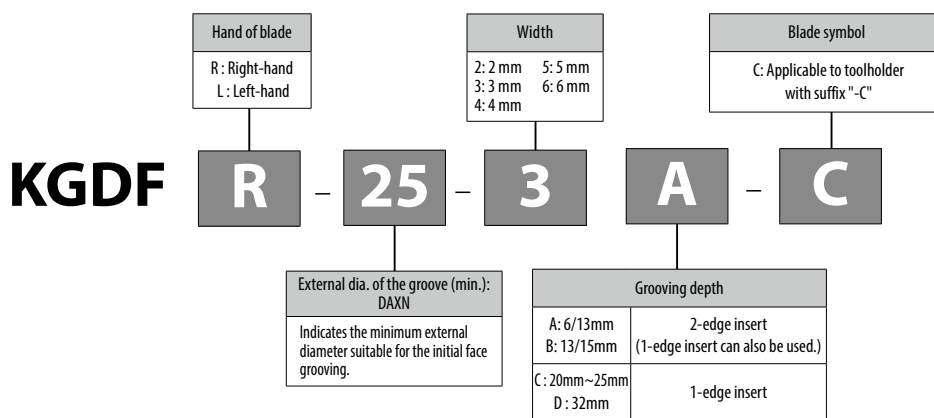 Hand of blade
R : Right-hand
L : Left-hand
Width
2: 2 mm 5: 5 mm
3: 3 mm 6: 6 mm
4: 4 mm
Blade symbol
C: Applicable to toolholder
with suffix "-C"
KGDF R – 25 – 3 A – C
External dia. of the groove (min.):
DAXN
Indicates the minimum external
diameter suitable for the initial face
grooving.
Grooving depth
A: 6/13mm
B: 13/15mm
2-edge insert
(1-edge insert can also be used.)
C : 20mm~25mm
D : 32mm
1-edge insert